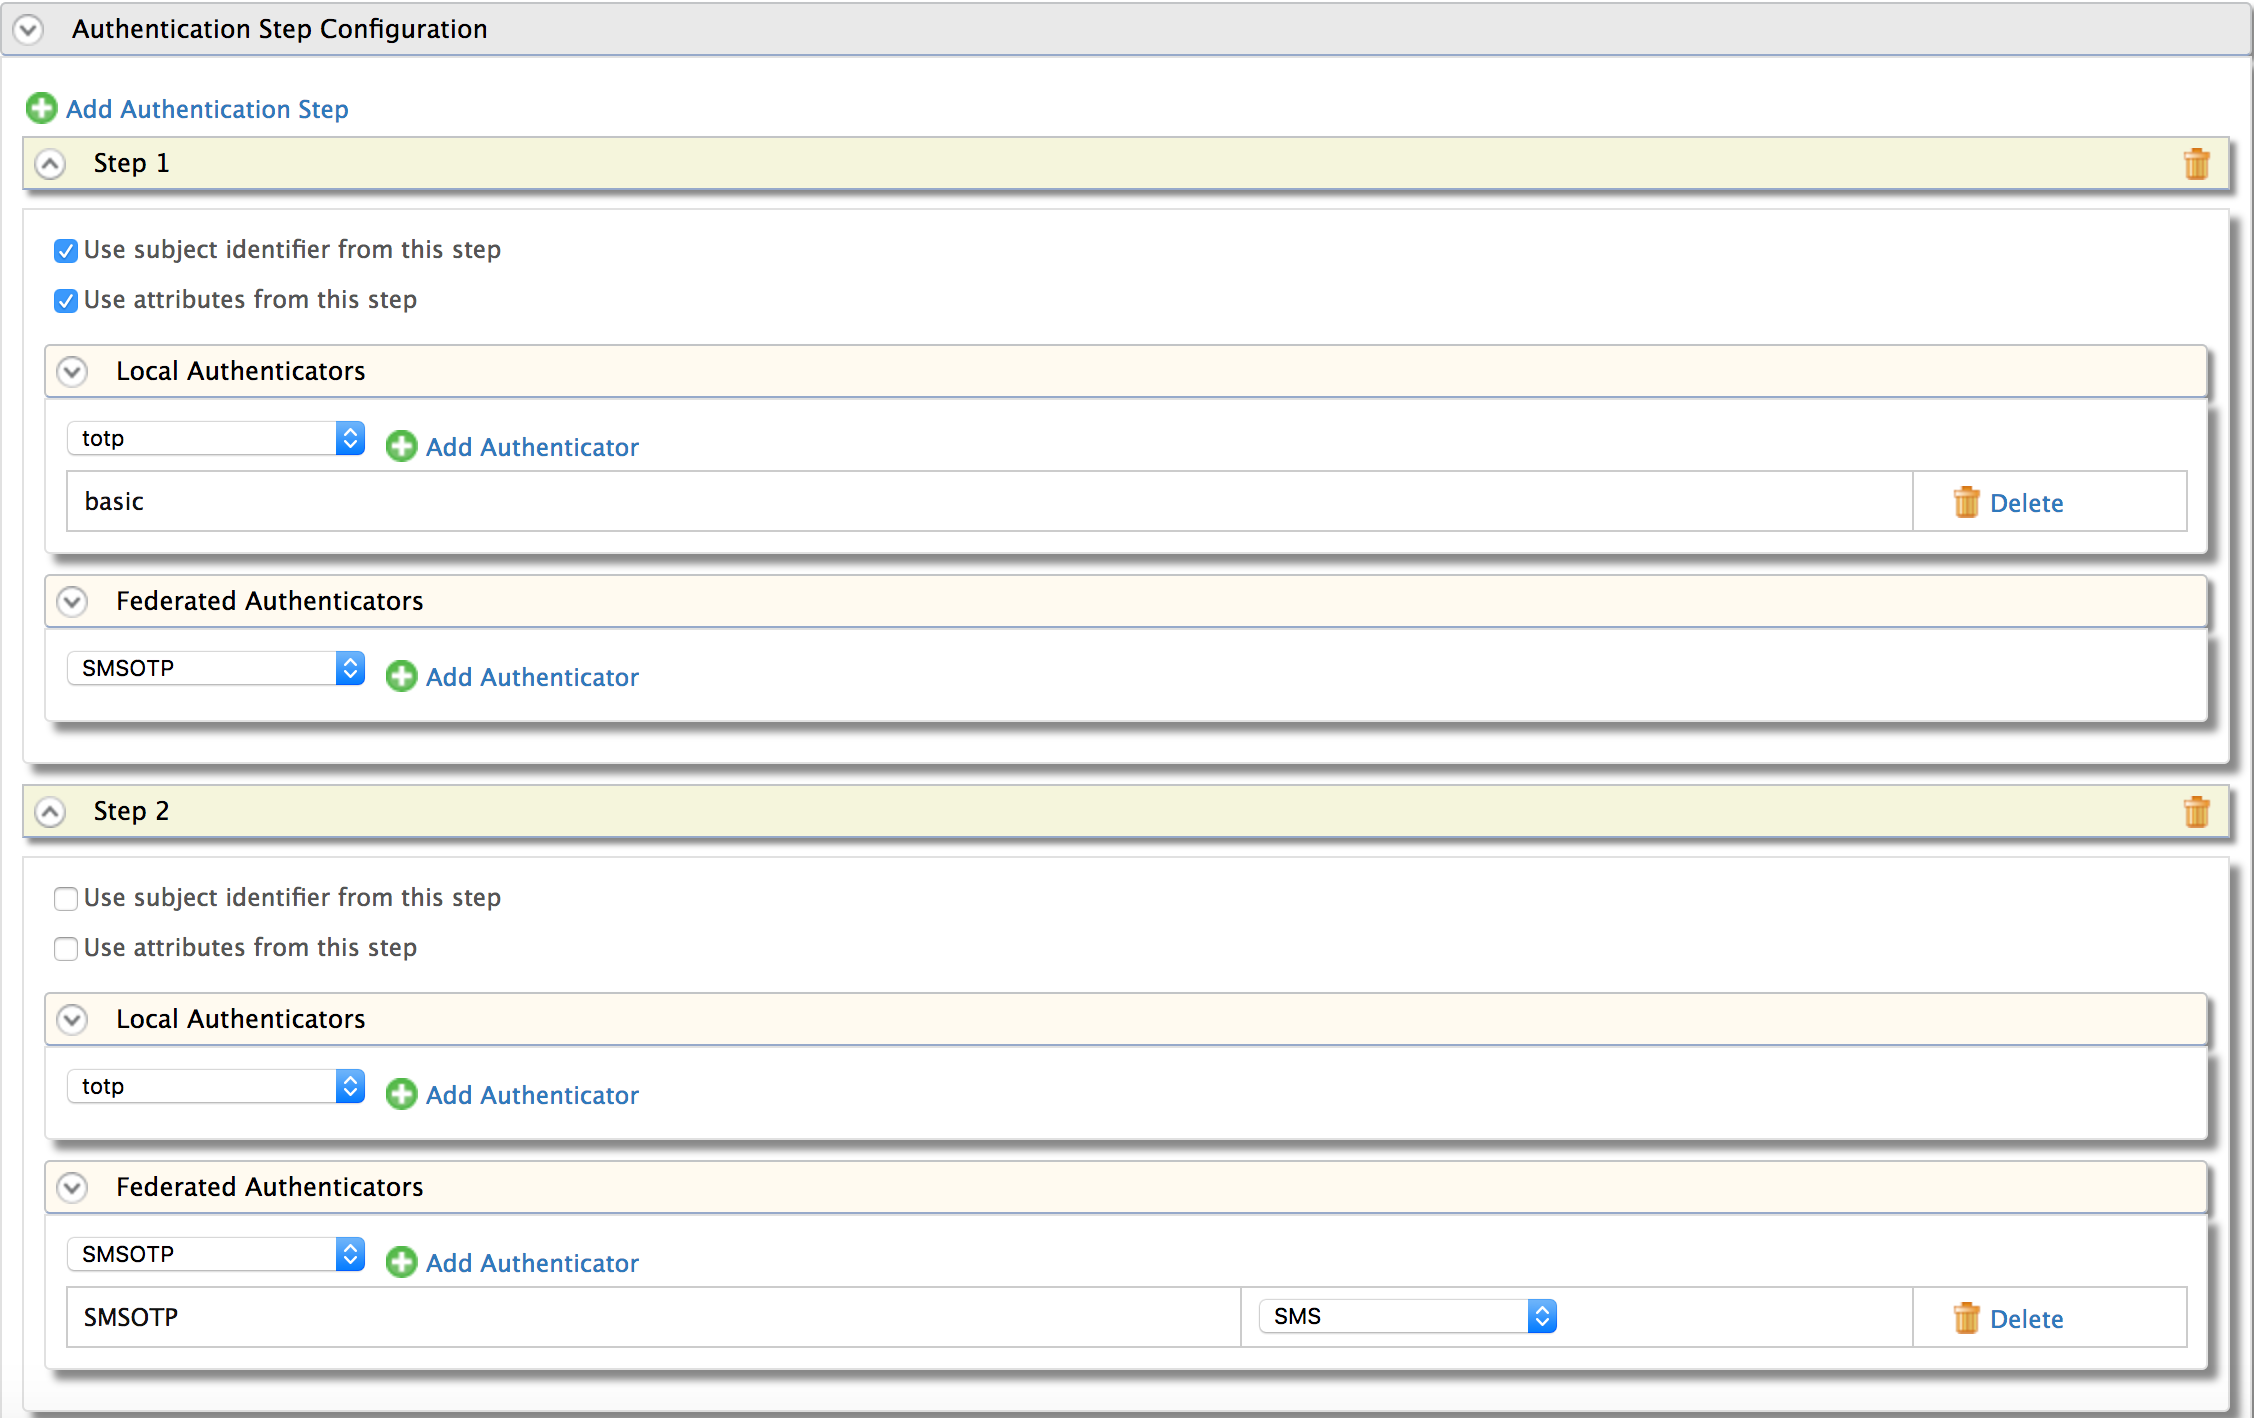 Authentication Step Configuration
Add Authentication Step
Step 1
Use subject identifier from this step
Use attributes from this step
Local Authenticators
totp Add Authenticator
basic Delete
Federated Authenticators
SMSOTP Add Authenticator
Step 2
Use subject identifier from this step
Use attributes from this step
Local Authenticators
totp Add Authenticator
Federated Authenticators
SMSOTP Add Authenticator
SMSOTP SMS Delete